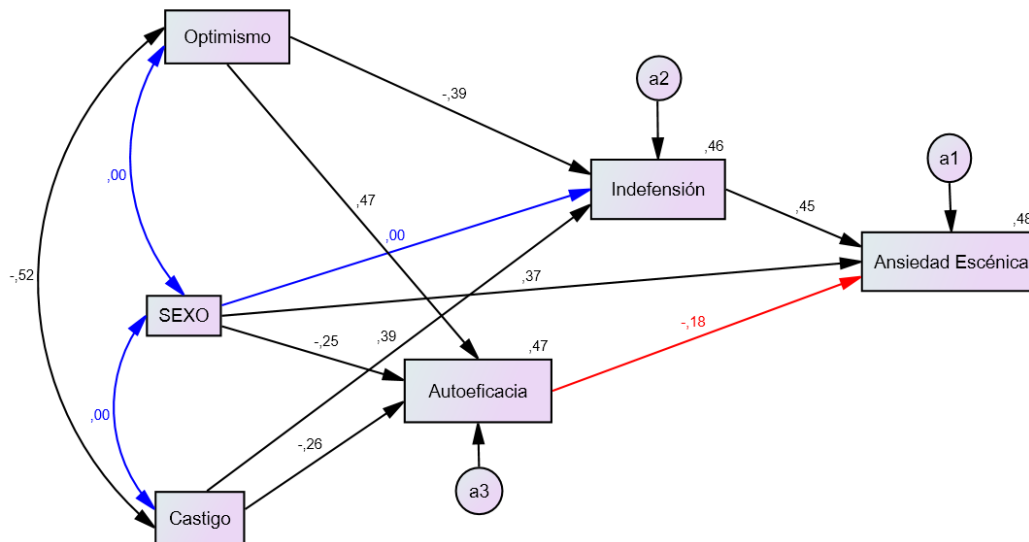 Optimismo
-,39
a2
,46
Indefensión
a1
,00
,47
,45
,48
Ansiedad Escénica
,00
-,52
,37
SEXO
-,25
,39
,47
-,18
Autoeficacia
,00
-,26
a3
Castigo